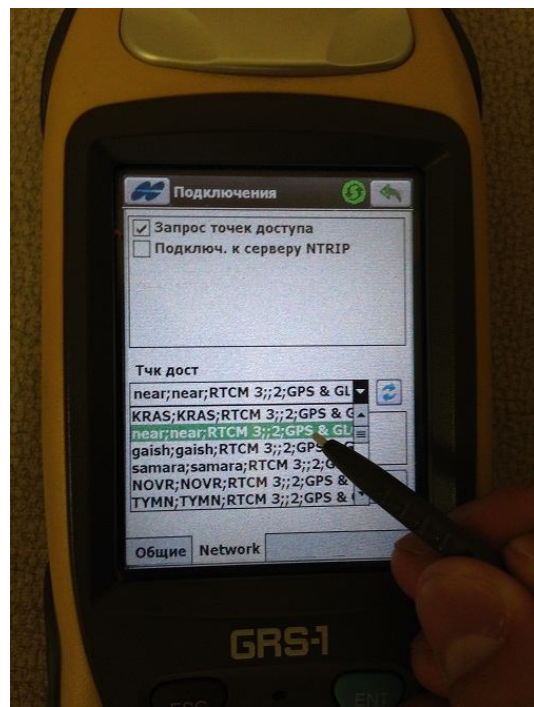 Подключения
Запрос точек доступа
Подключ. к серверу NTRIP
Тчк дост
near;near;RTCM 3;;2;GPS & GL
KRAS;KRAS;RTCM 3;;2;GPS & G
near;near;RTCM 3;;2;GPS & GL
gaish;gaish;RTCM 3;;2;GPS
samara;samara;RTCM 3;;2;G
NOVR;NOVR;RTCM 3;;2;GPS &
TYMN;TYMN;RTCM 3;;2;GPS &
Общие Network
GRS-1
ESC ENT